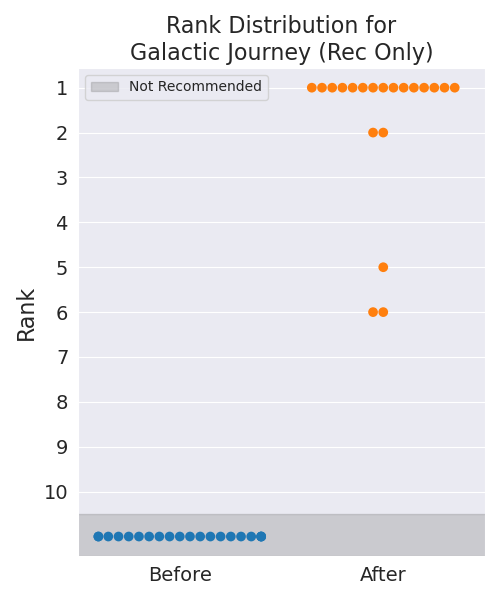 Rank Distribution for
Galactic Journey (Rec Only)
Not Recommended
Rank
1
2
3
4
5
6
7
8
9
10
Before After